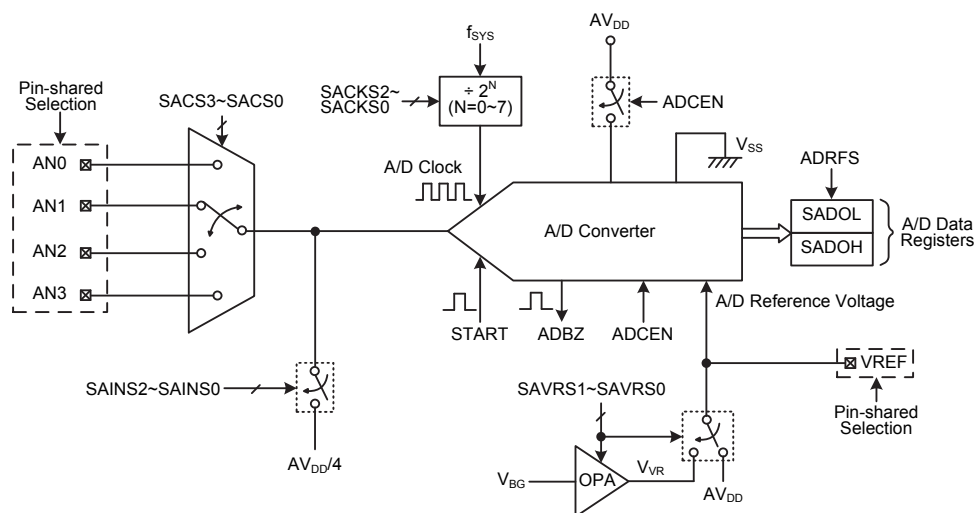 AV_DD
f_SYS
Pin-shared
Selection
SACS3~SACS0
SACKS2~
SACKS0
÷ 2^N
(N=0~7)
ADCEN
AN0
AN1
AN2
AN3
A/D Clock
V_SS
ADRFS
A/D Converter
SADOL
SADOH
A/D Data
Registers
START
ADBZ
ADCEN
A/D Reference Voltage
SAINS2~SAINS0
SAVRS1~SAVRS0
VREF
Pin-shared
Selection
AV_DD/4
V_BG
OPA
V_VR
AV_DD